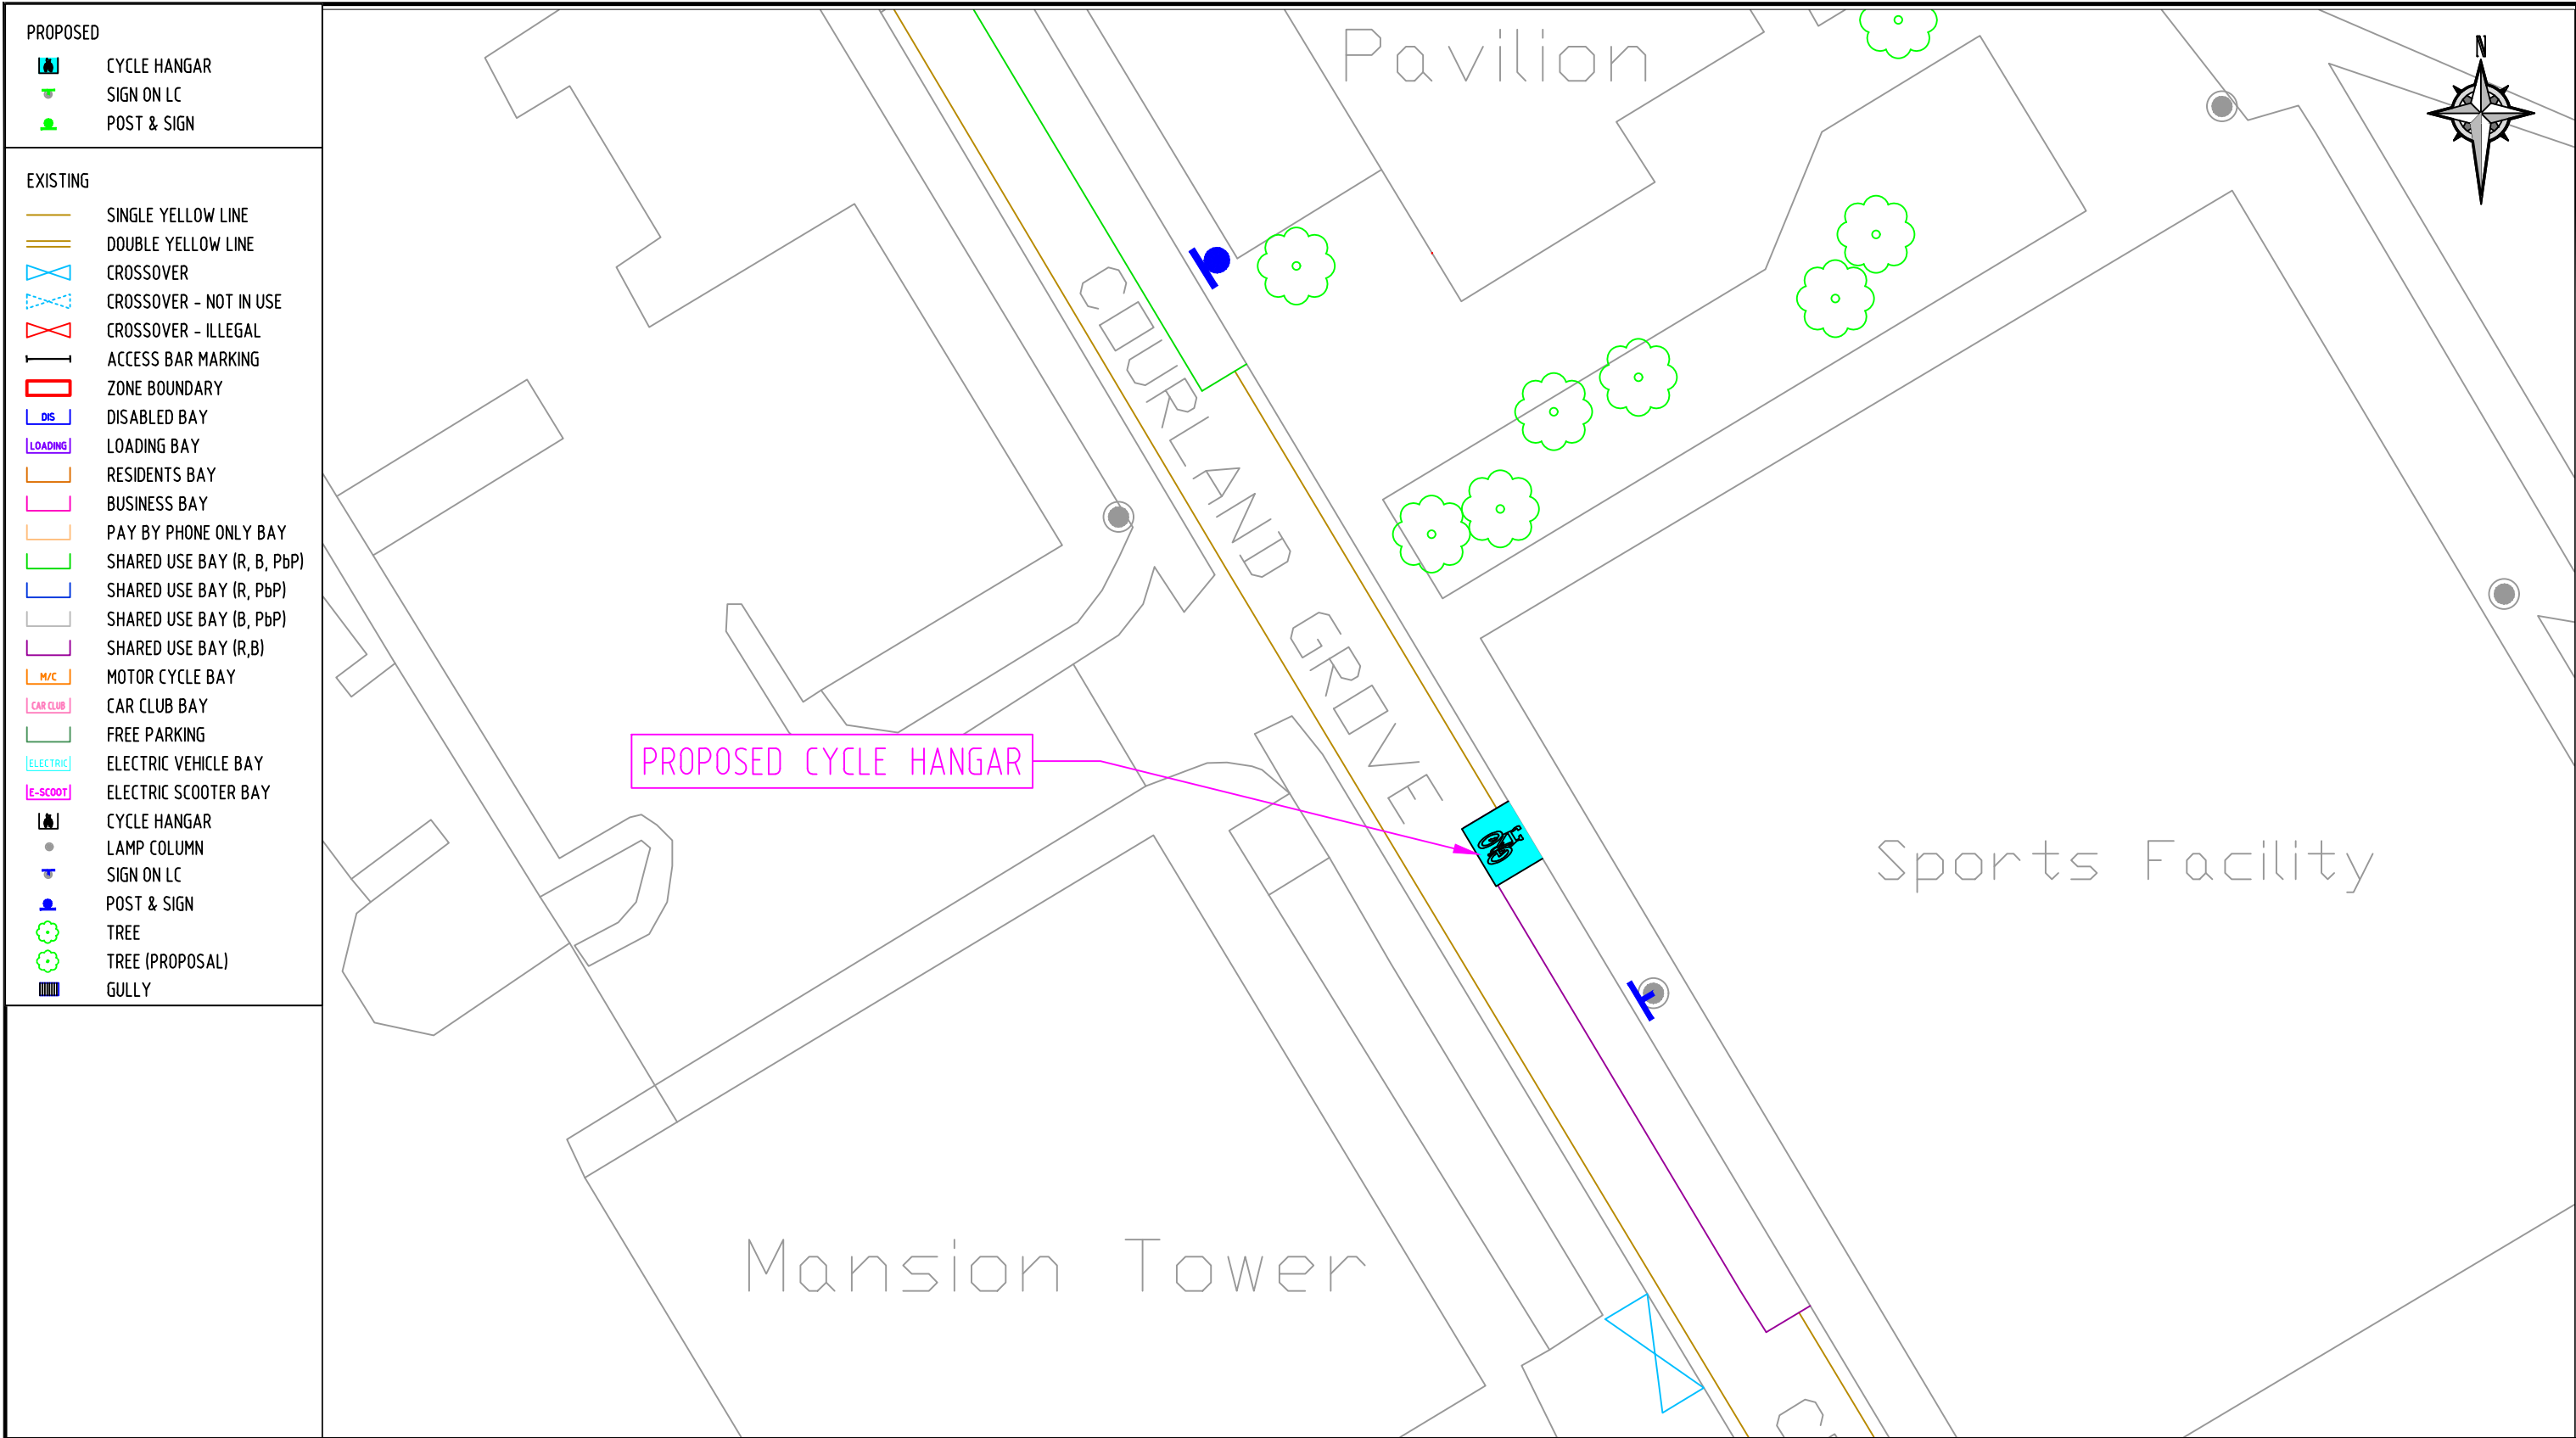 PROPOSED
CYCLE HANGAR
SIGN ON LC
POST & SIGN
EXISTING
SINGLE YELLOW LINE
DOUBLE YELLOW LINE
CROSSOVER
CROSSOVER - NOT IN USE
CROSSOVER - ILLEGAL
ACCESS BAR MARKING
ZONE BOUNDARY
DIS DISABLED BAY
LOADING LOADING BAY
RESIDENTS BAY
BUSINESS BAY
PAY BY PHONE ONLY BAY
SHARED USE BAY (R, B, PbP)
SHARED USE BAY (R, PbP)
SHARED USE BAY (B, PbP)
SHARED USE BAY (R,B)
M/C MOTOR CYCLE BAY
CAR CLUB CAR CLUB BAY
FREE PARKING
ELECTRIC ELECTRIC VEHICLE BAY
E-SCOOT ELECTRIC SCOOTER BAY
CYCLE HANGAR
LAMP COLUMN
SIGN ON LC
POST & SIGN
TREE
TREE (PROPOSAL)
GULLY
Pavilion
N
COURLAND GROVE
PROPOSED CYCLE HANGAR
Sports Facility
Mansion Tower